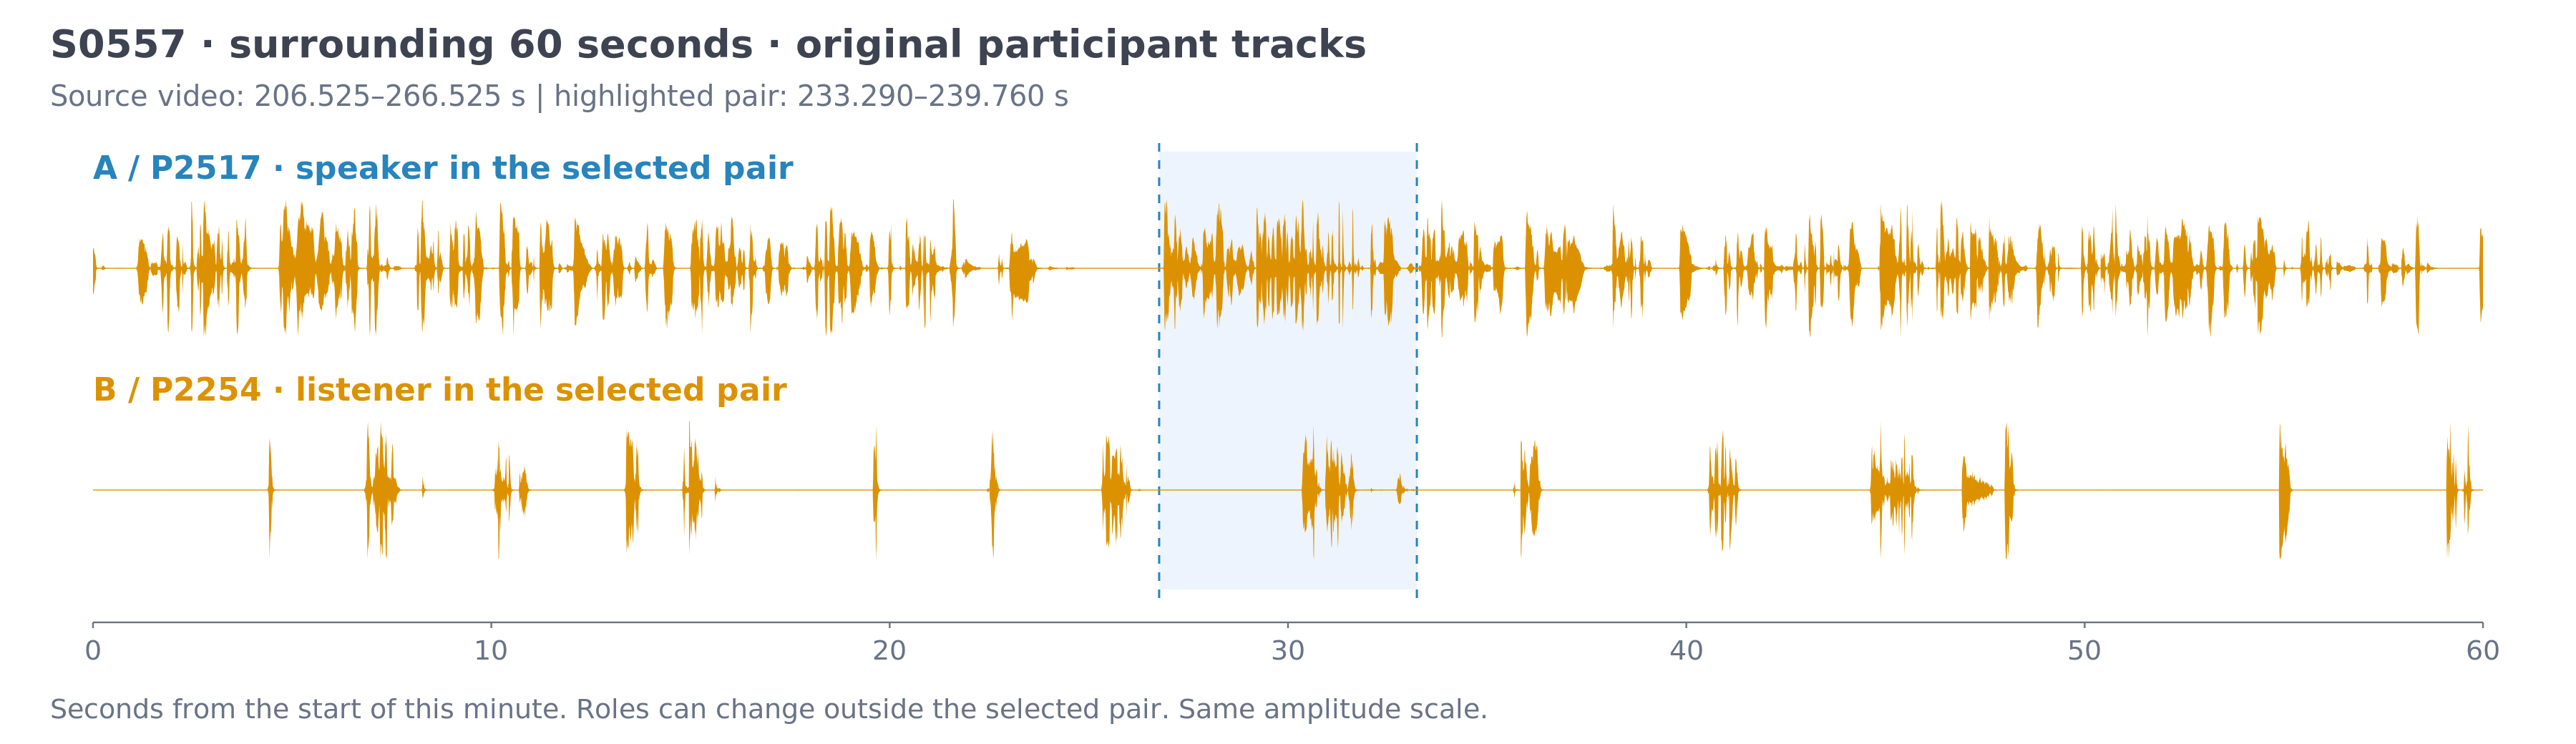 S0557 · surrounding 60 seconds · original participant tracks
Source video: 206.525–266.525 s | highlighted pair: 233.290–239.760 s
A / P2517 · speaker in the selected pair
B / P2254 · listener in the selected pair
0 10 20 30 40 50 60
Seconds from the start of this minute. Roles can change outside the selected pair. Same amplitude scale.